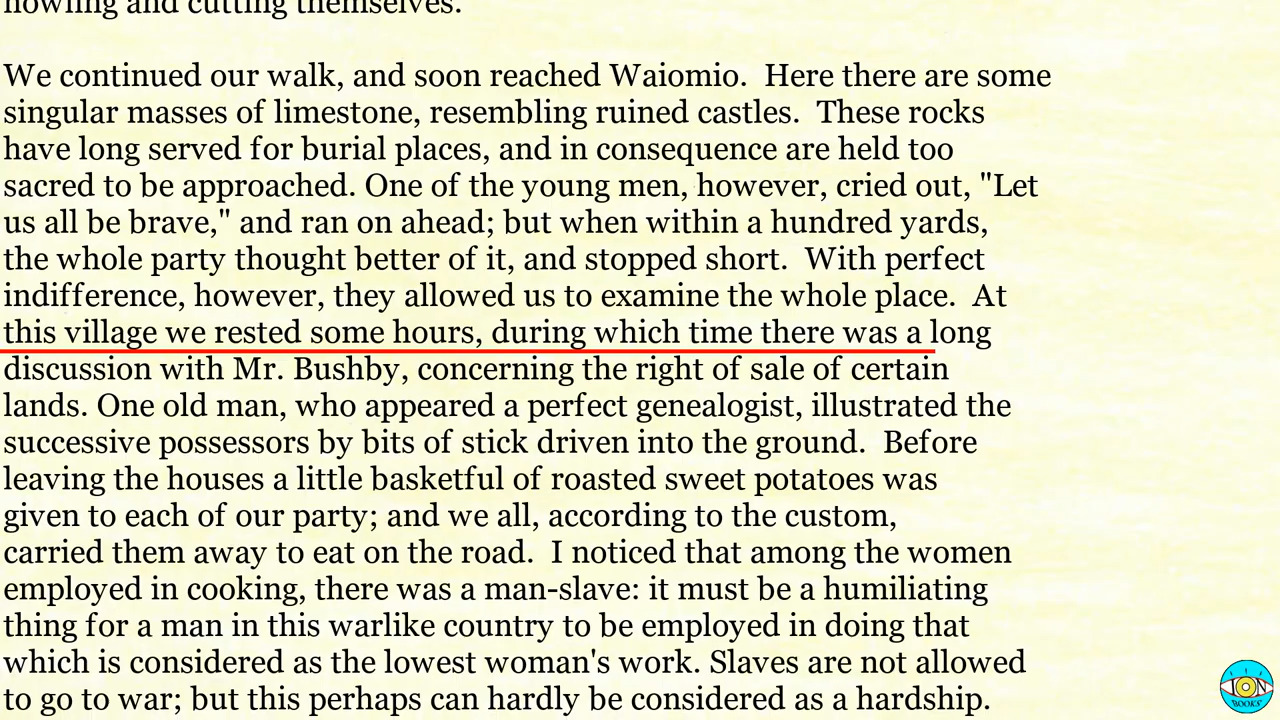 howling and cutting themselves.
We continued our walk, and soon reached Waiomio.  Here there are some
singular masses of limestone, resembling ruined castles.  These rocks
have long served for burial places, and in consequence are held too
sacred to be approached. One of the young men, however, cried out, "Let
us all be brave," and ran on ahead; but when within a hundred yards,
the whole party thought better of it, and stopped short.  With perfect
indifference, however, they allowed us to examine the whole place.  At
this village we rested some hours, during which time there was a long
discussion with Mr. Bushby, concerning the right of sale of certain
lands. One old man, who appeared a perfect genealogist, illustrated the
successive possessors by bits of stick driven into the ground.  Before
leaving the houses a little basketful of roasted sweet potatoes was
given to each of our party; and we all, according to the custom,
carried them away to eat on the road.  I noticed that among the women
employed in cooking, there was a man-slave: it must be a humiliating
thing for a man in this warlike country to be employed in doing that
which is considered as the lowest woman's work. Slaves are not allowed
to go to war; but this perhaps can hardly be considered as a hardship.
ION
BOOKS